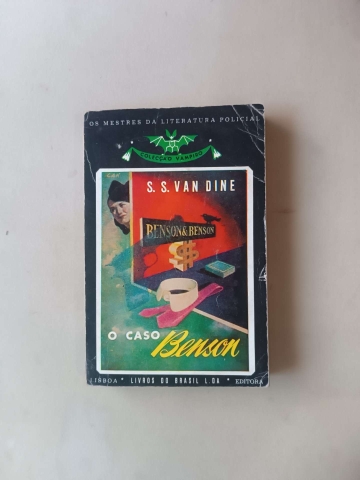 OS MESTRES DA LITERATURA POLICIAL
COLECÇÃO VAMPIRO
S. S. VAN DINE
BENSON & BENSON
$
O CASO Benson
LISBOA * LIVROS DO BRASIL L.DA * EDITORA